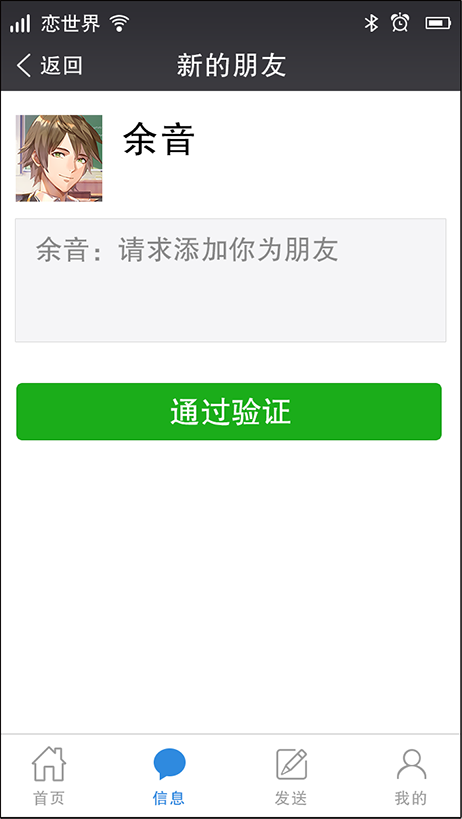 恋世界
返回
新的朋友
余音
余音：请求添加你为朋友
通过验证
首页
信息
发送
我的